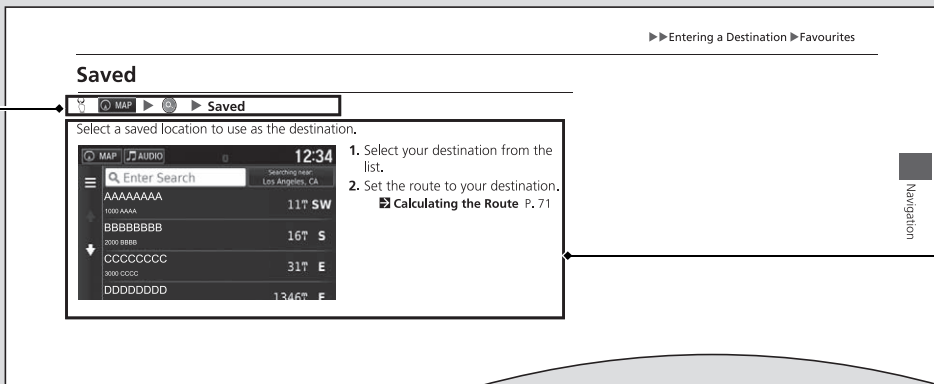 ▶▶Entering a Destination▶Favourites
Saved
MAP ▶ ▶ Saved
Select a saved location to use as the destination.
MAP AUDIO 12:34
Enter Search Searching near:
Los Angeles, CA
AAAAAAAA
1000 AAAA 11 SW
BBBBBBBB
2000 BBBB 16 S
CCCCCCCC
3000 CCCC 31 E
DDDDDDDD 1346 E
1. Select your destination from the
list.
2. Set the route to your destination.
Calculating the Route P. 71
Navigation